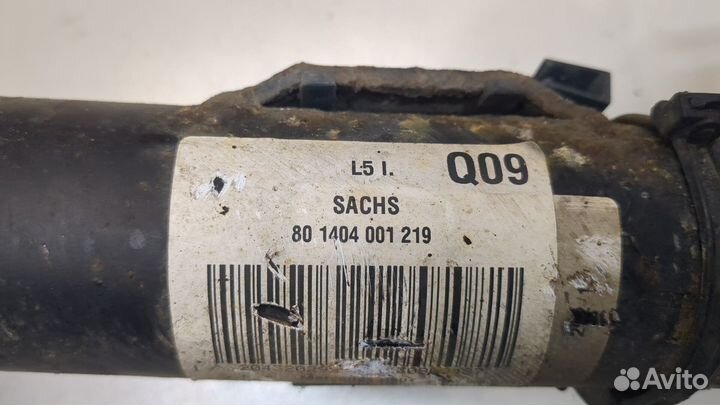 L5 I. Q09
SACHS
80 1404 001 219
Avito